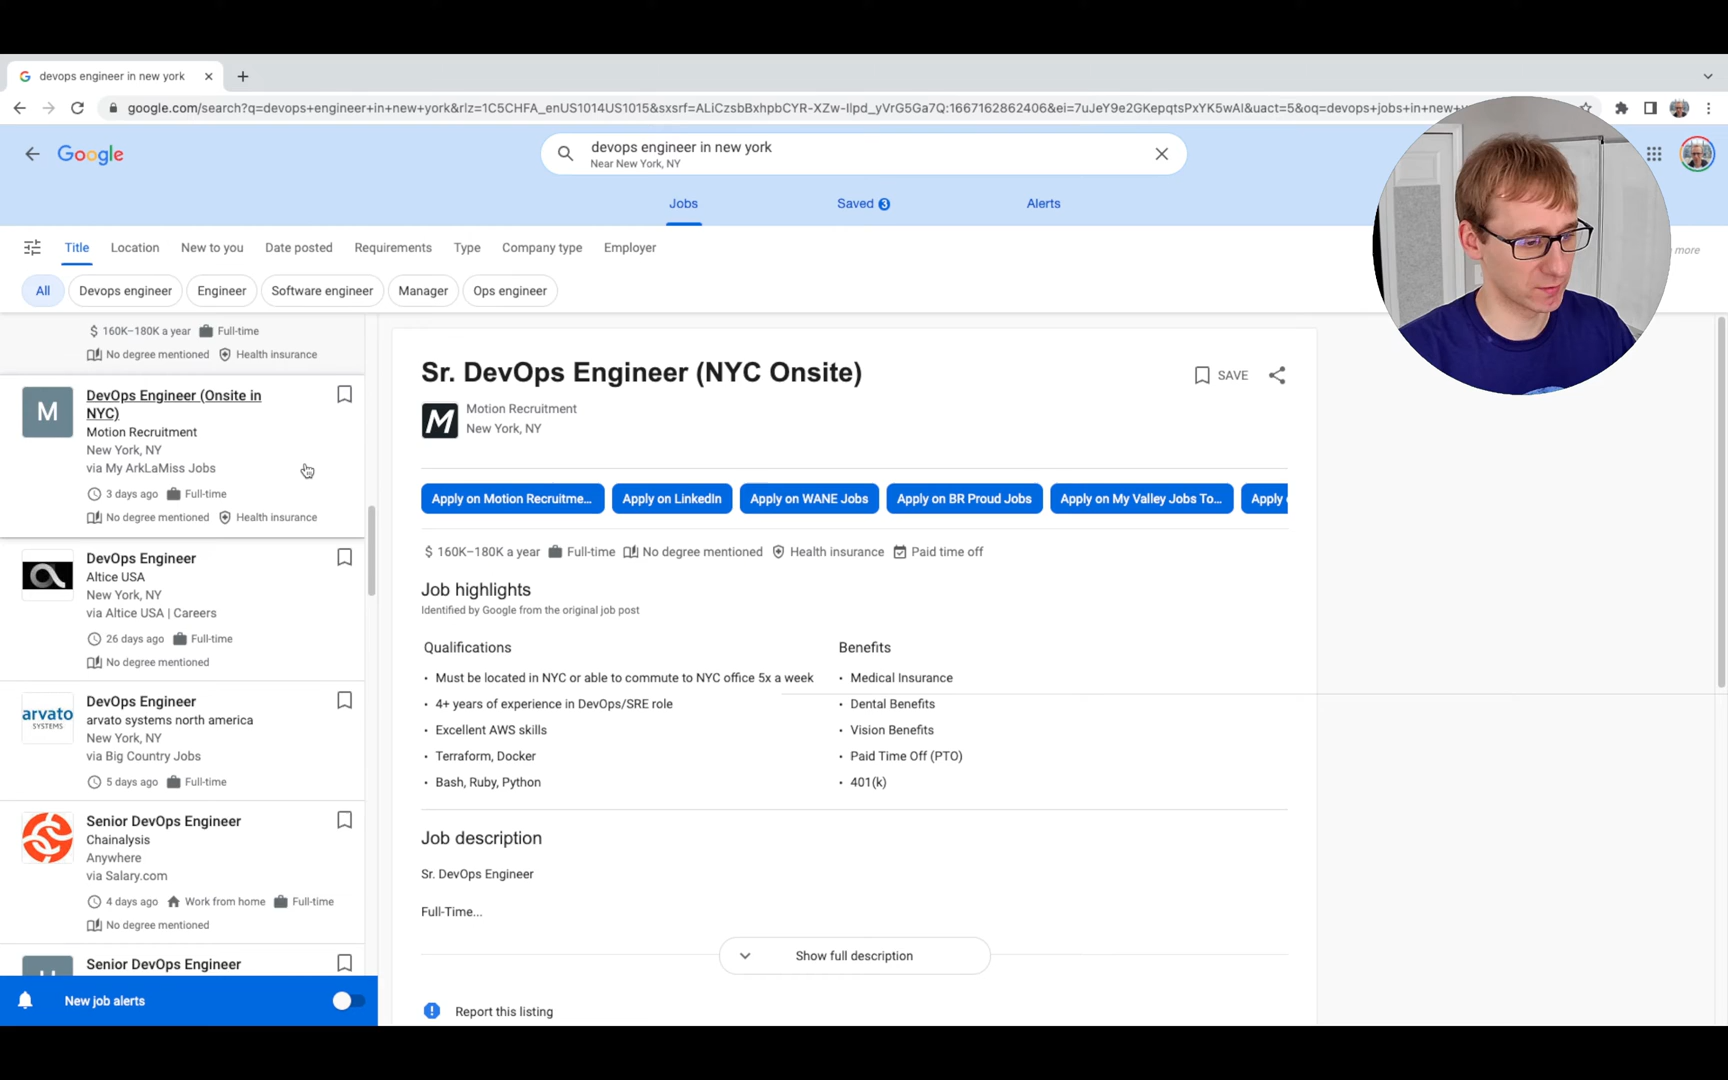 devops engineer in new york
google.com/search?q=devops+engineer+in+new+york&rlz=1C5CHFA_enUS1014US1015&sxsrf=ALiCzsbBxhpbCYR-XZw-Ilpd_yVrG5Ga7Q:1667162862406&ei=7uJeY9e2GKepqtsPxYK5wAI&uact=5&oq=devops+jobs+in+new+
Google
devops engineer in new york
Near New York, NY
Jobs
Saved 3
Alerts
Title
Location
New to you
Date posted
Requirements
Type
Company type
Employer
n more
All
Devops engineer
Engineer
Software engineer
Manager
Ops engineer
160K–180K a year
Full-time
No degree mentioned
Health insurance
M
DevOps Engineer (Onsite in
NYC)
Motion Recruitment
New York, NY
via My ArkLaMiss Jobs
3 days ago
Full-time
No degree mentioned
Health insurance
DevOps Engineer
Altice USA
New York, NY
via Altice USA | Careers
26 days ago
Full-time
No degree mentioned
arvato
SYSTEMS
DevOps Engineer
arvato systems north america
New York, NY
via Big Country Jobs
5 days ago
Full-time
Senior DevOps Engineer
Chainalysis
Anywhere
via Salary.com
4 days ago
Work from home
Full-time
No degree mentioned
Senior DevOps Engineer
New job alerts
Sr. DevOps Engineer (NYC Onsite)
SAVE
M
Motion Recruitment
New York, NY
Apply on Motion Recruitme...
Apply on LinkedIn
Apply on WANE Jobs
Apply on BR Proud Jobs
Apply on My Valley Jobs To...
Apply
160K–180K a year
Full-time
No degree mentioned
Health insurance
Paid time off
Job highlights
Identified by Google from the original job post
Qualifications
• Must be located in NYC or able to commute to NYC office 5x a week
• 4+ years of experience in DevOps/SRE role
• Excellent AWS skills
• Terraform, Docker
• Bash, Ruby, Python
Benefits
• Medical Insurance
• Dental Benefits
• Vision Benefits
• Paid Time Off (PTO)
• 401(k)
Job description
Sr. DevOps Engineer
Full-Time...
Show full description
Report this listing